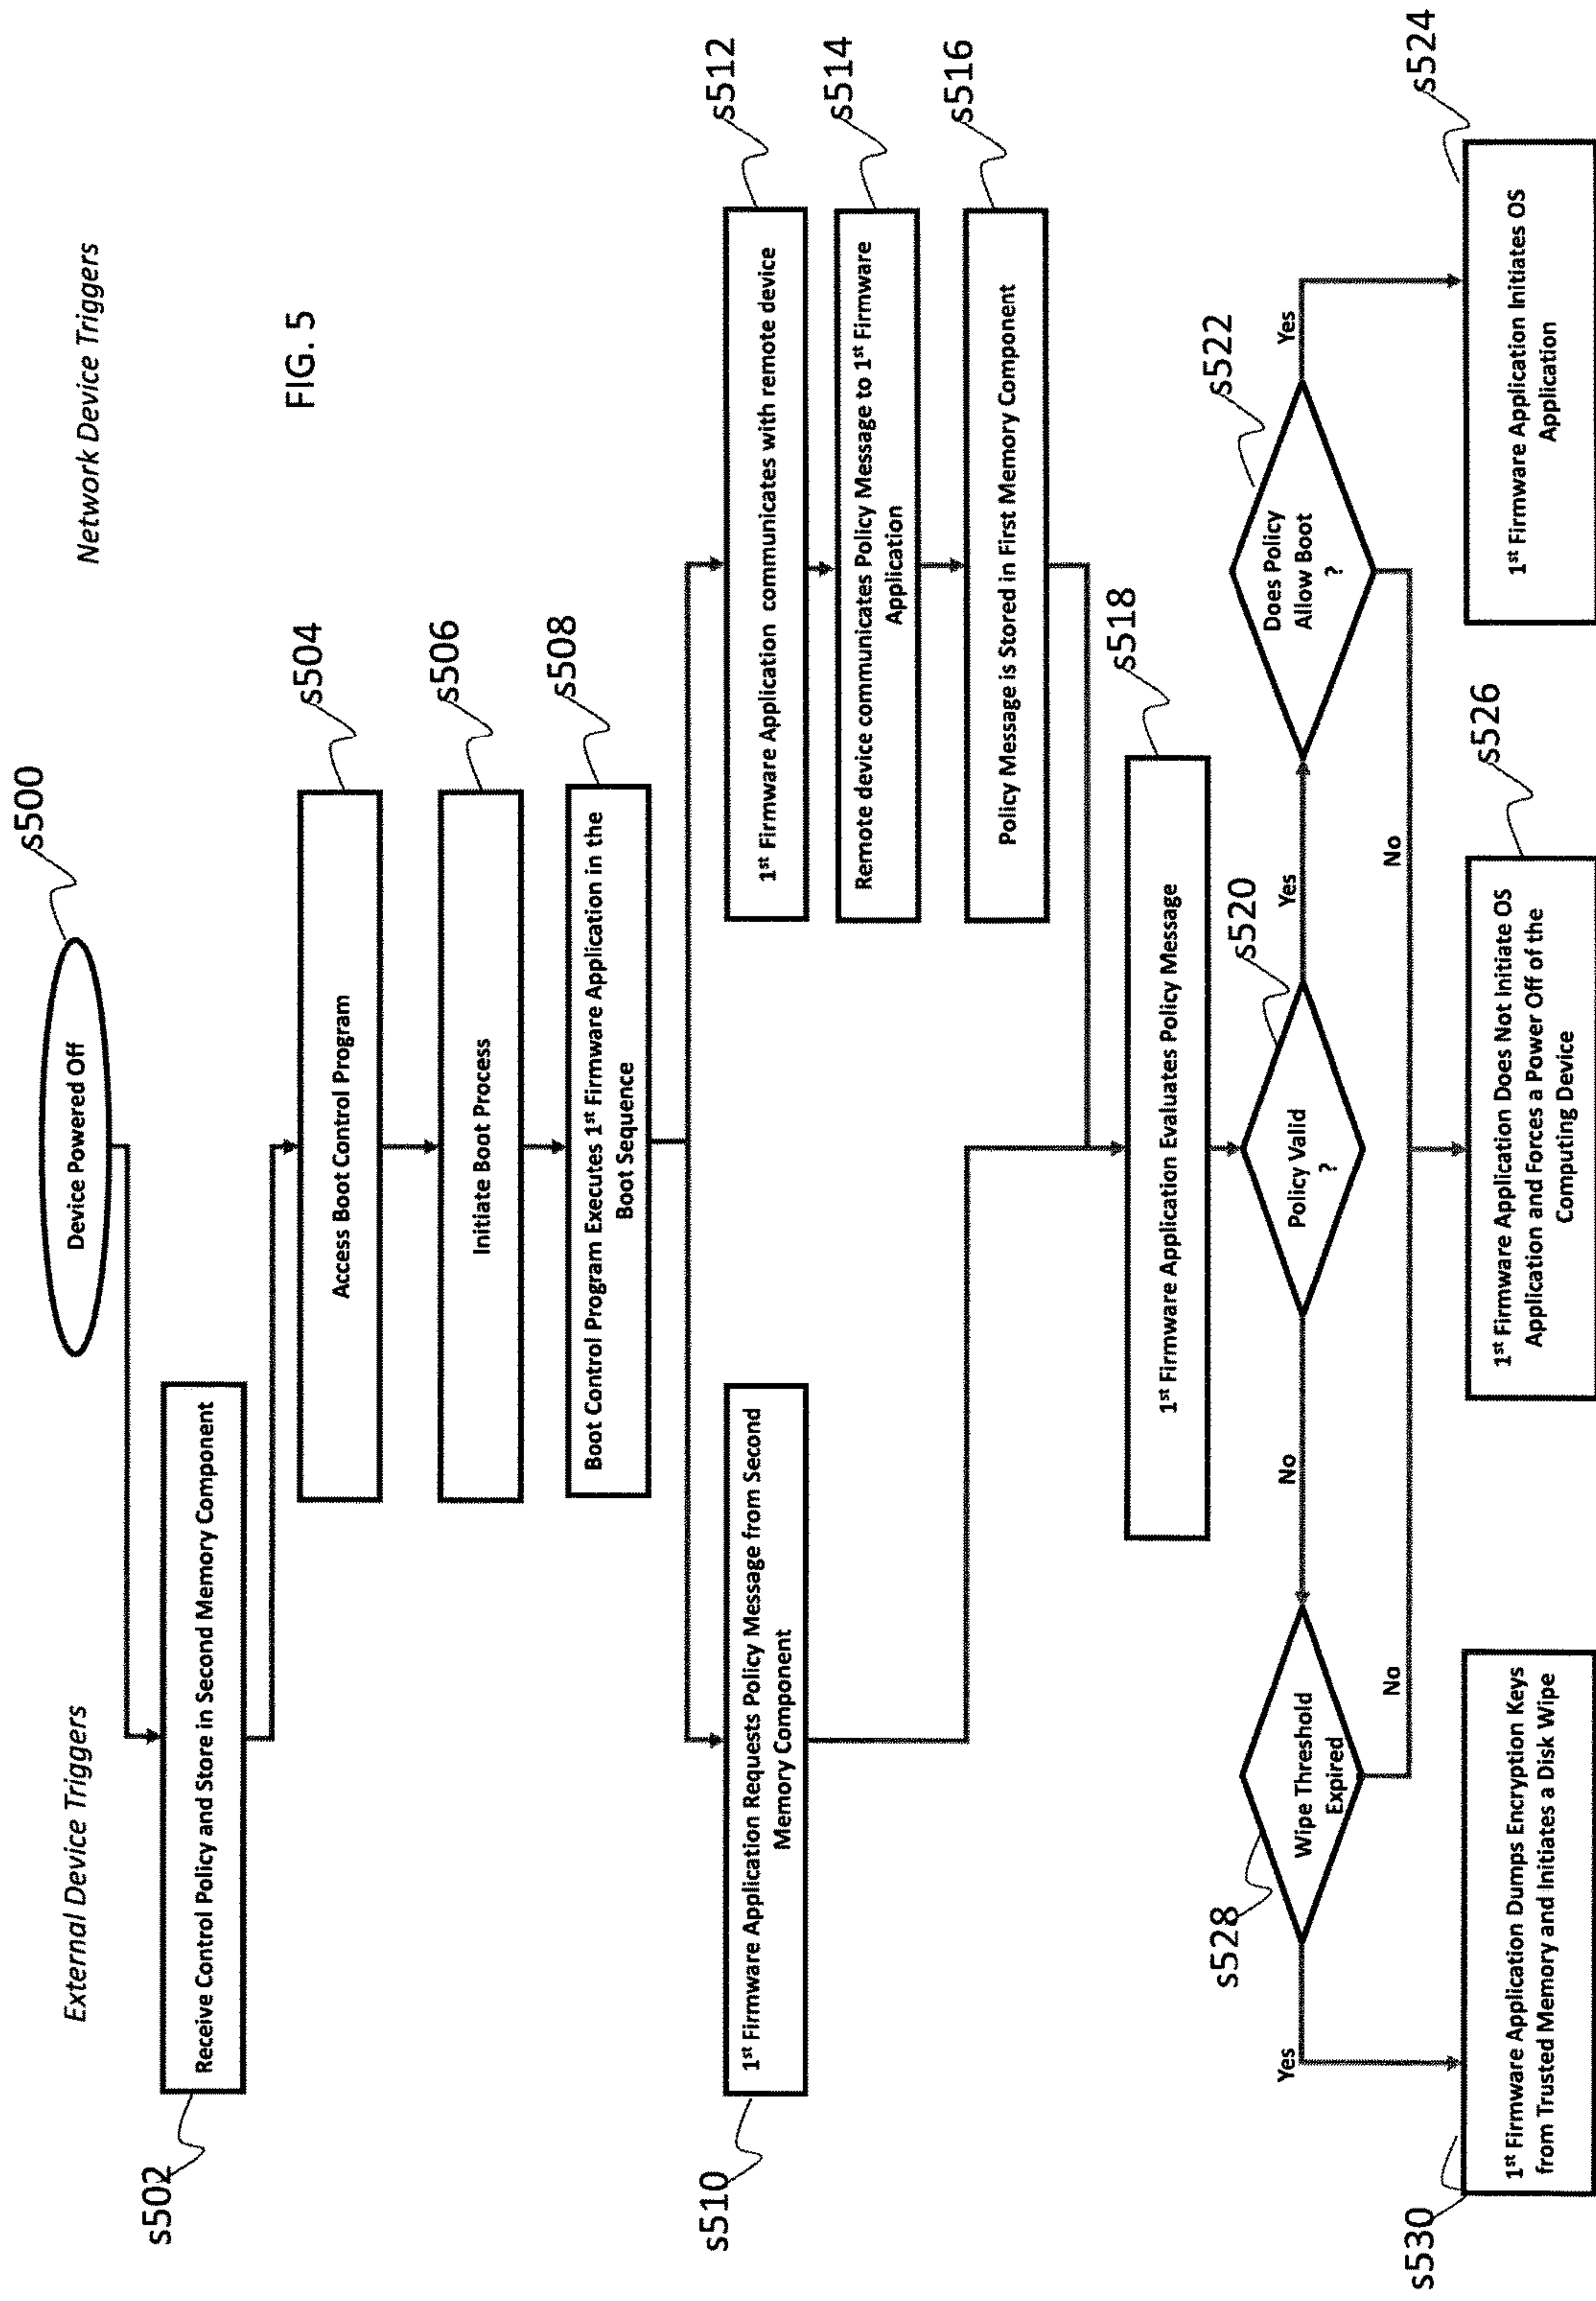 External Device Triggers
Network Device Triggers
FIG. 5
s500
Device Powered Off
s502
Receive Control Policy and Store in Second Memory Component
s504
Access Boot Control Program
s506
Initiate Boot Process
s508
Boot Control Program Executes 1st Firmware Application in the
Boot Sequence
s510
1st Firmware Application Requests Policy Message from Second
Memory Component
s512
1st Firmware Application communicates with remote device
s514
Remote device communicates Policy Message to 1st Firmware
Application
s516
Policy Message is Stored in First Memory Component
s518
1st Firmware Application Evaluates Policy Message
s528
Wipe Threshold
Expired
No
s520
Policy Valid
?
Yes
s522
Does Policy
Allow Boot
?
Yes
Yes
No
No
s530
1st Firmware Application Dumps Encryption Keys
from Trusted Memory and Initiates a Disk Wipe
s526
1st Firmware Application Does Not Initiate OS
Application and Forces a Power Off of the
Computing Device
s524
1st Firmware Application Initiates OS
Application